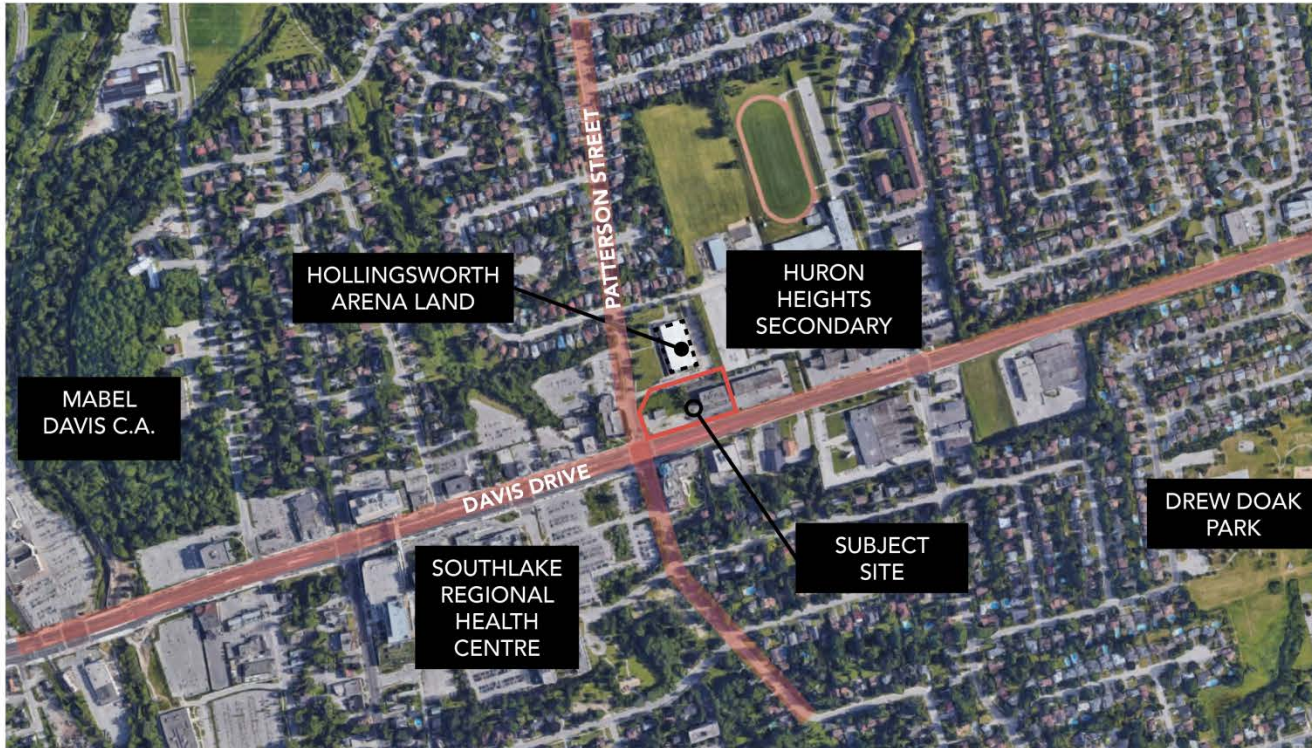 PATTERSON STREET
HOLLINGSWORTH
ARENA LAND
HURON
HEIGHTS
SECONDARY
MABEL
DAVIS C.A.
DAVIS DRIVE
DREW DOAK
PARK
SUBJECT
SITE
SOUTHLAKE
REGIONAL
HEALTH
CENTRE